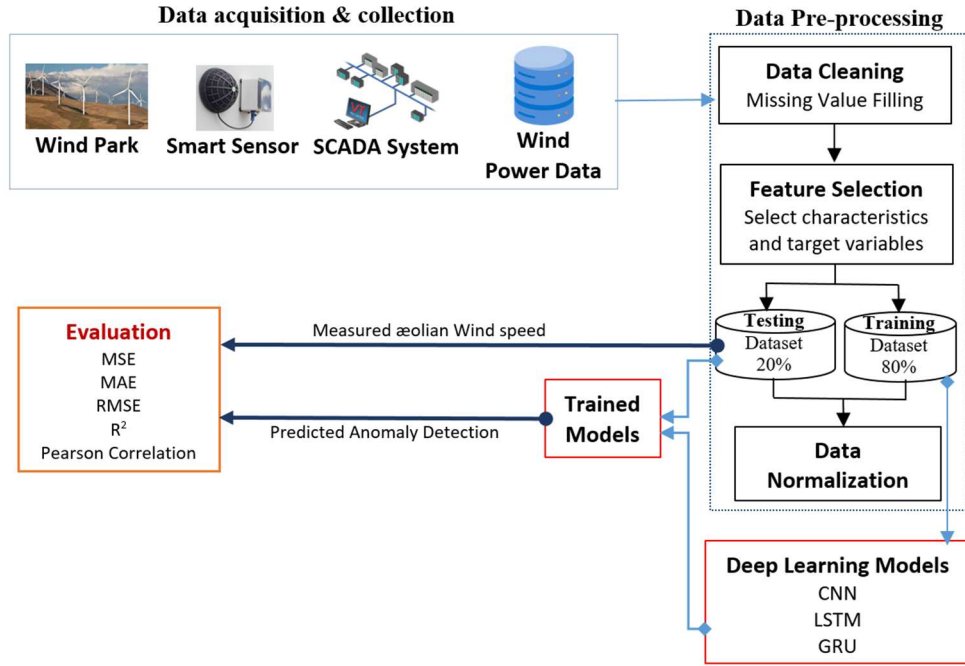 Data acquisition & collection
Wind Park
Smart Sensor
SCADA System
Wind
Power Data
Data Pre-processing
Data Cleaning
Missing Value Filling
Feature Selection
Select characteristics
and target variables
Testing
Dataset
20%
Training
Dataset
80%
Data
Normalization
Measured æolian Wind speed
Evaluation
MSE
MAE
RMSE
R²
Pearson Correlation
Predicted Anomaly Detection
Trained
Models
Deep Learning Models
CNN
LSTM
GRU